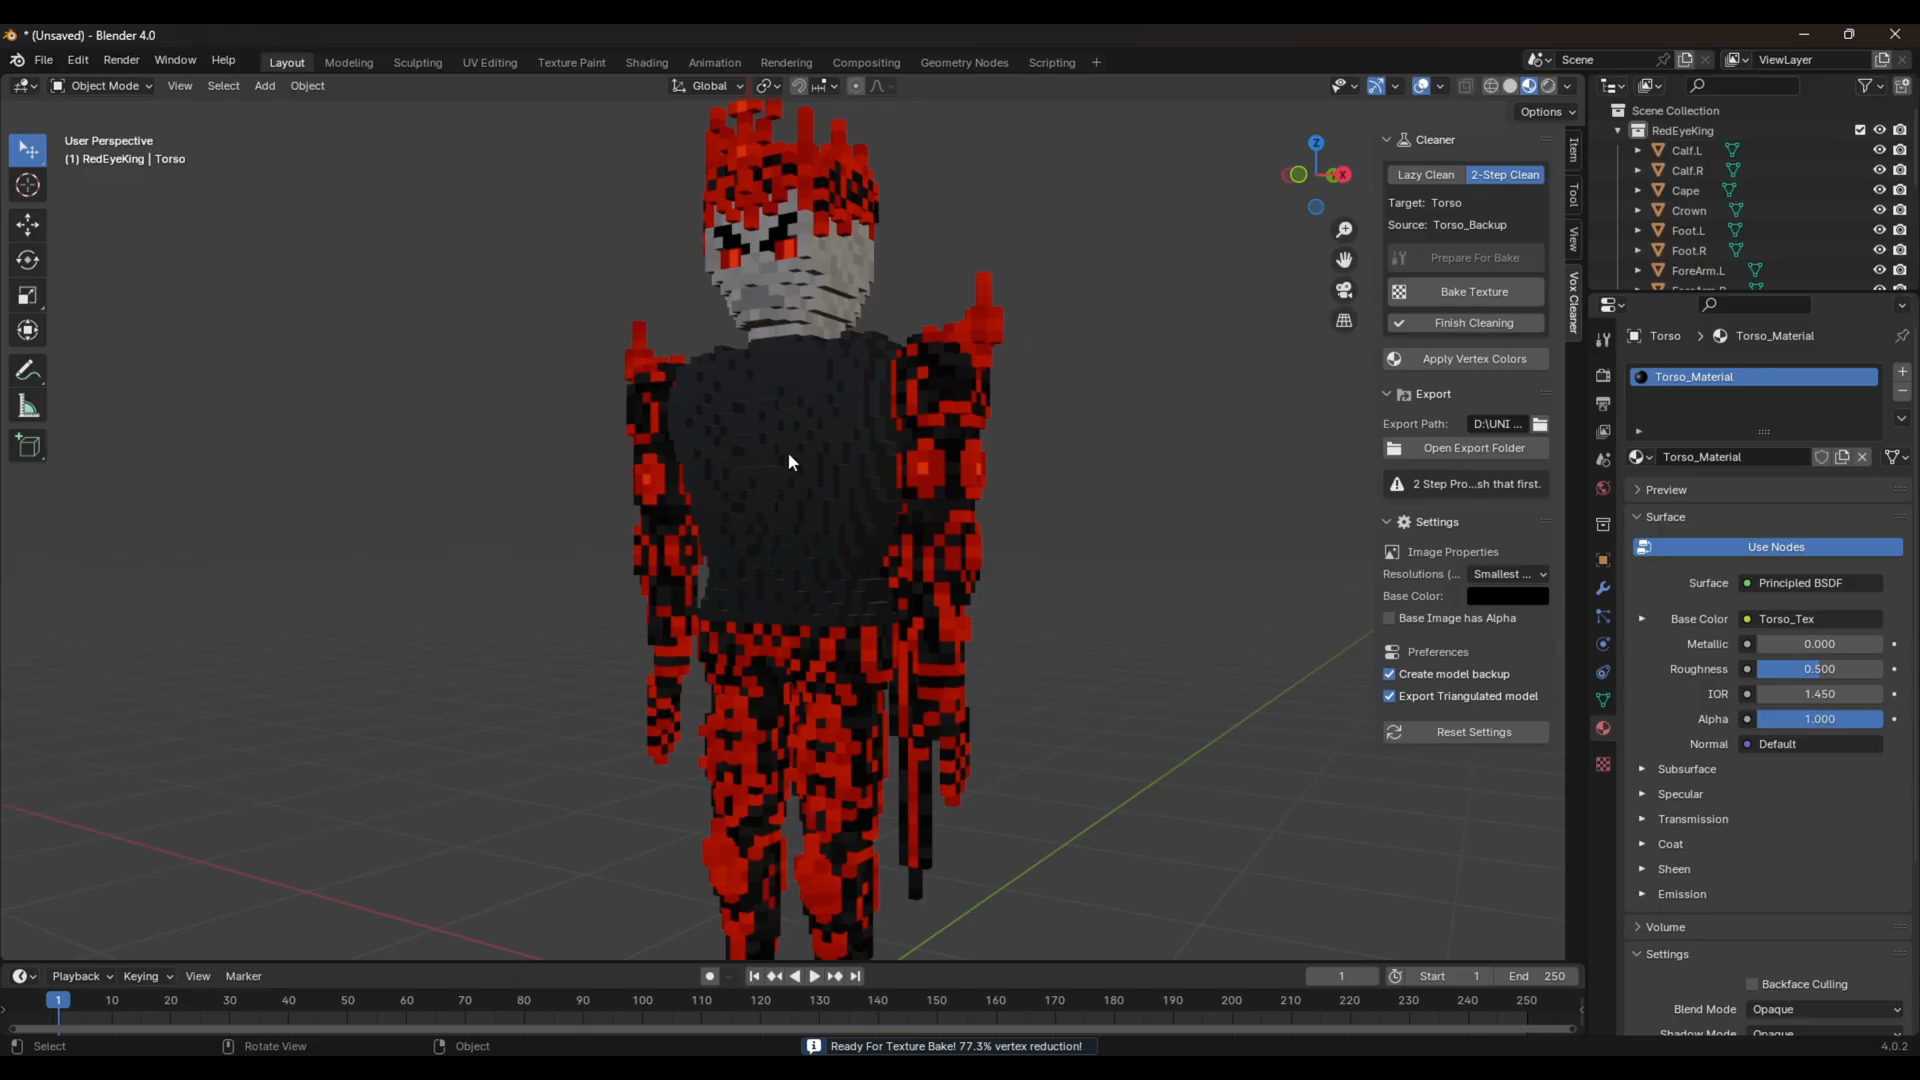 * (Unsaved) - Blender 4.0
File Edit Render Window Help
Layout Modeling Sculpting UV Editing Texture Paint Shading Animation Rendering Compositing Geometry Nodes Scripting +
Scene
ViewLayer
Object Mode View Select Add Object
Global
Options
User Perspective
(1) RedEyeKing | Torso
Z
X
Item
Tool
View
Vox Cleaner
Cleaner
Lazy Clean 2-Step Clean
Target: Torso
Source: Torso_Backup
Prepare For Bake
Bake Texture
Finish Cleaning
Apply Vertex Colors
Export
Export Path: D:\UNI ...
Open Export Folder
2 Step Pro...sh that first.
Settings
Image Properties
Resolutions (... Smallest ...
Base Color:
Base Image has Alpha
Preferences
Create model backup
Export Triangulated model
Reset Settings
Scene Collection
RedEyeKing
Calf.L
Calf.R
Cape
Crown
Foot.L
Foot.R
ForeArm.L
ForeArm.R
Torso > Torso_Material
Torso_Material
Torso_Material
Preview
Surface
Use Nodes
Surface Principled BSDF
Base Color Torso_Tex
Metallic 0.000
Roughness 0.500
IOR 1.450
Alpha 1.000
Normal Default
Subsurface
Specular
Transmission
Coat
Sheen
Emission
Volume
Settings
Backface Culling
Blend Mode Opaque
Shadow Mode Opaque
Playback Keying View Marker
1
Start 1
End 250
1 10 20 30 40 50 60 70 80 90 100 110 120 130 140 150 160 170 180 190 200 210 220 230 240 250
Select
Rotate View
Object
Ready For Texture Bake! 77.3% vertex reduction!
4.0.2